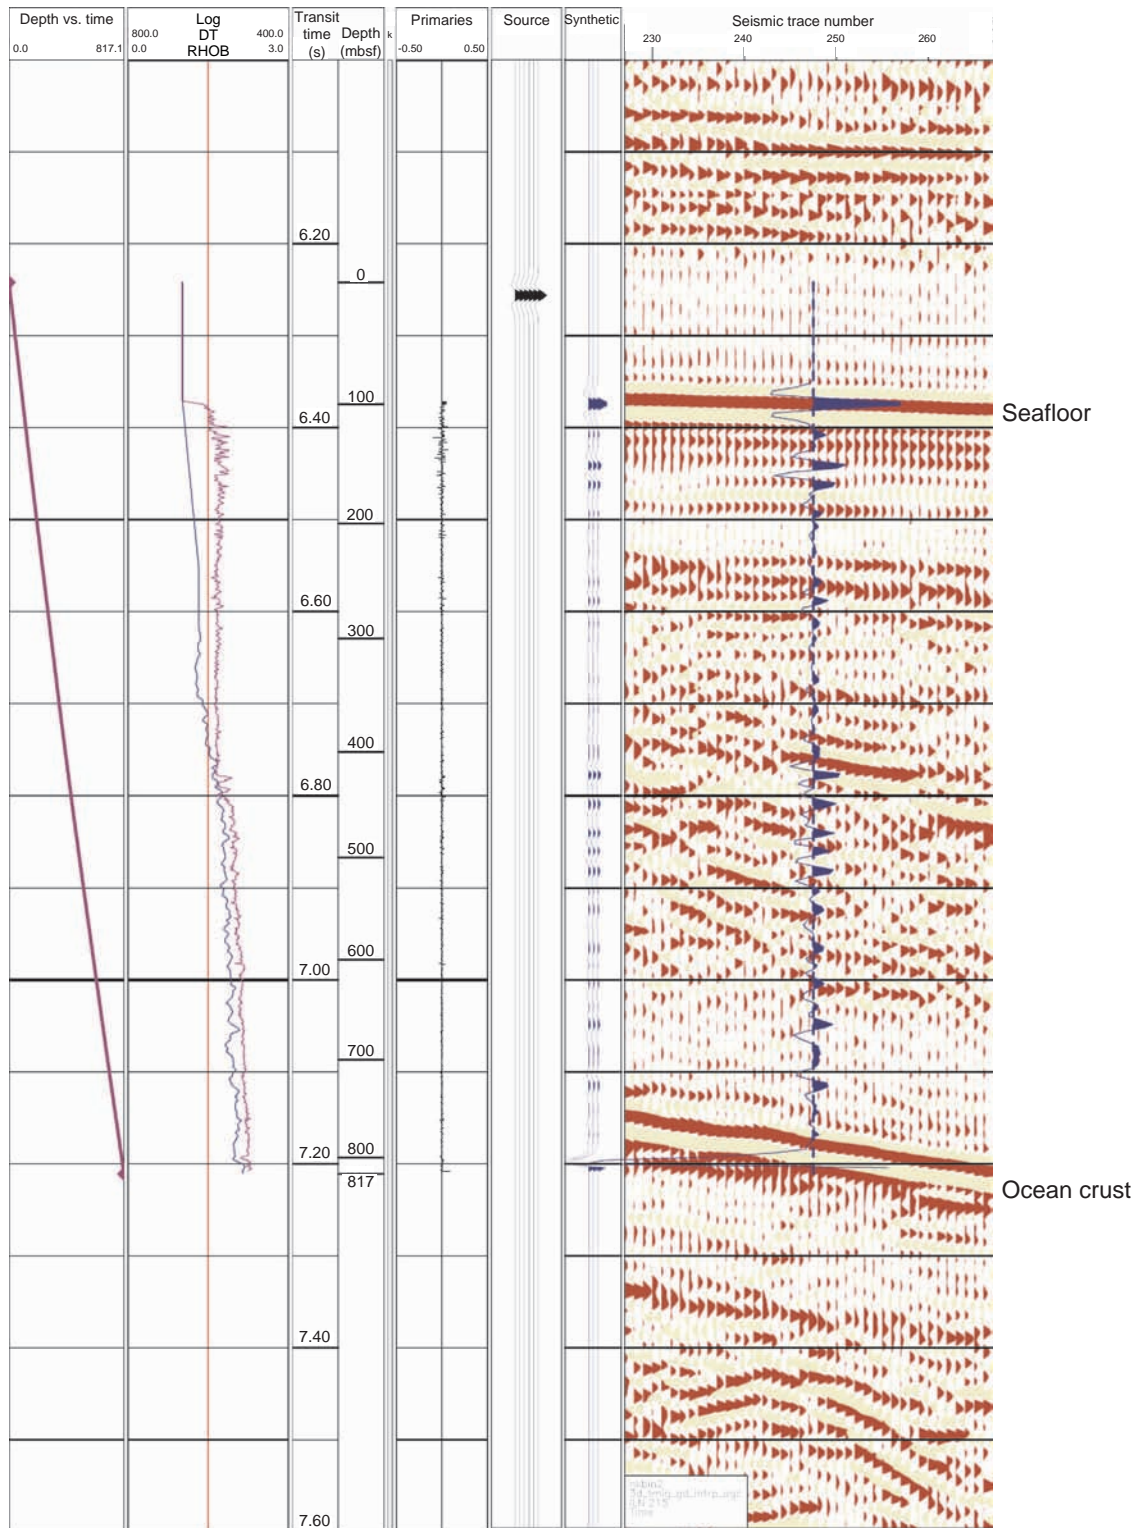 Depth vs. time
0.0 817.1
Log
DT
RHOB
800.0 400.0
0.0 3.0
Transit
time
(s)
Depth
(mbsf)
k
Primaries
-0.50 0.50
Source
Synthetic
Seismic trace number
230 240 250 260
6.20
0
100
6.40
Seafloor
200
6.60
300
400
6.80
500
600
7.00
700
800
7.20
817
Ocean crust
7.40
7.60